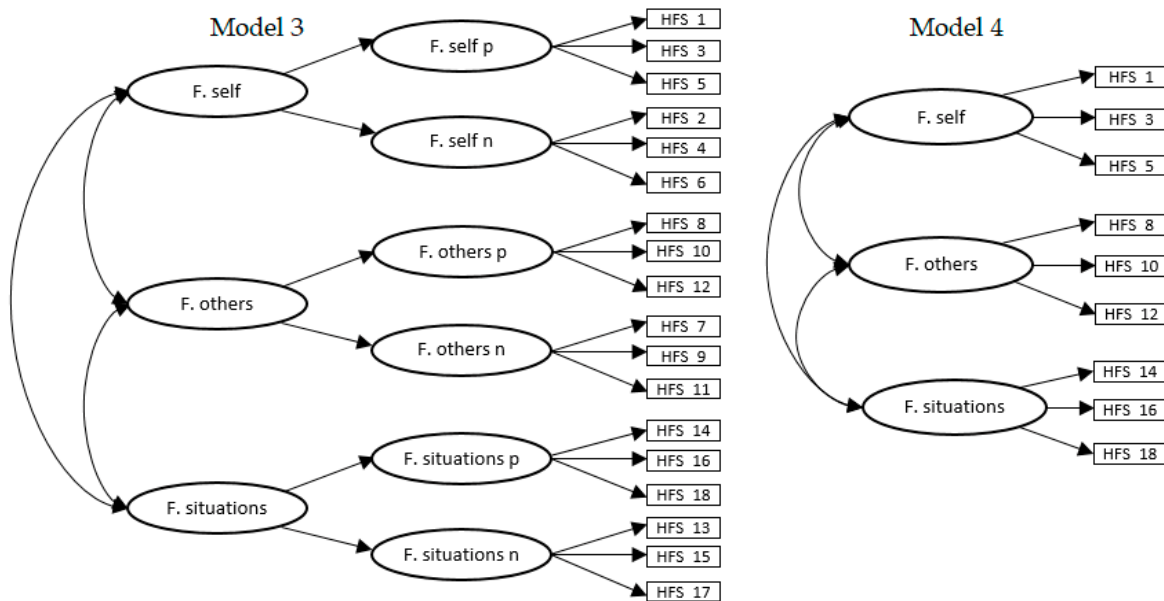 Model 3
F. self
F. self p
HFS 1
HFS 3
HFS 5
F. self n
HFS 2
HFS 4
HFS 6
F. others
F. others p
HFS 8
HFS 10
HFS 12
F. others n
HFS 7
HFS 9
HFS 11
F. situations
F. situations p
HFS 14
HFS 16
HFS 18
F. situations n
HFS 13
HFS 15
HFS 17
Model 4
F. self
HFS 1
HFS 3
HFS 5
F. others
HFS 8
HFS 10
HFS 12
F. situations
HFS 14
HFS 16
HFS 18